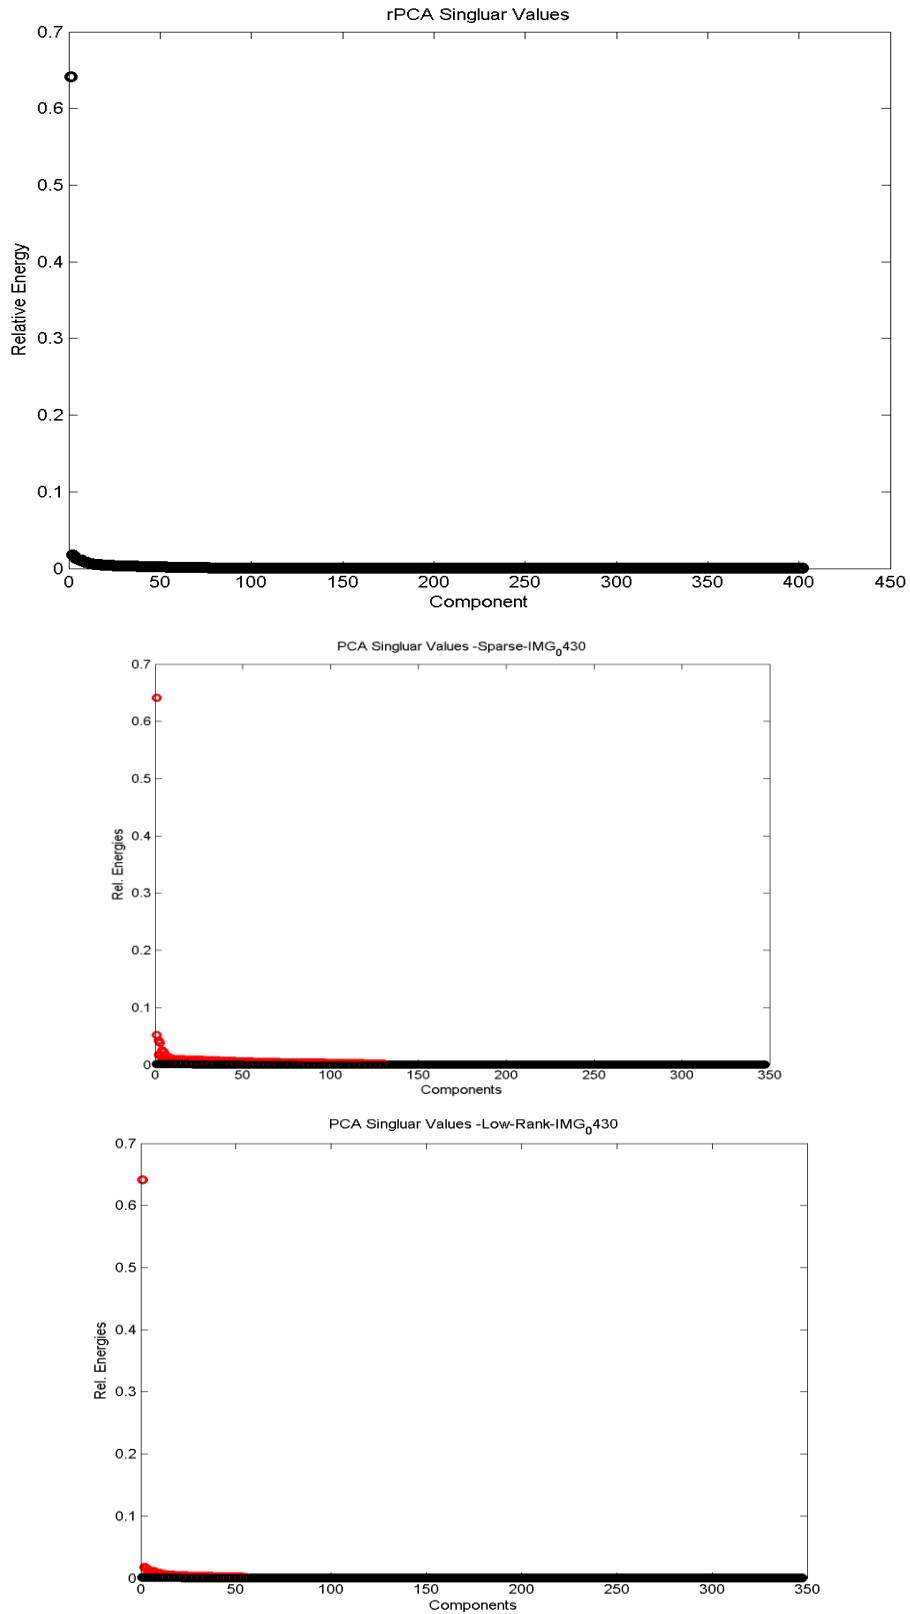 rPCA Singluar Values
0.7
0.6
0.5
0.4
0.3
0.2
0.1
0
Relative Energy
0 50 100 150 200 250 300 350 400 450
Component
PCA Singluar Values -Sparse-IMG0430
0.7
0.6
0.5
0.4
0.3
0.2
0.1
0
Rel. Energies
0 50 100 150 200 250 300 350
Components
PCA Singluar Values -Low-Rank-IMG0430
0.7
0.6
0.5
0.4
0.3
0.2
0.1
0
Rel. Energies
0 50 100 150 200 250 300 350
Components